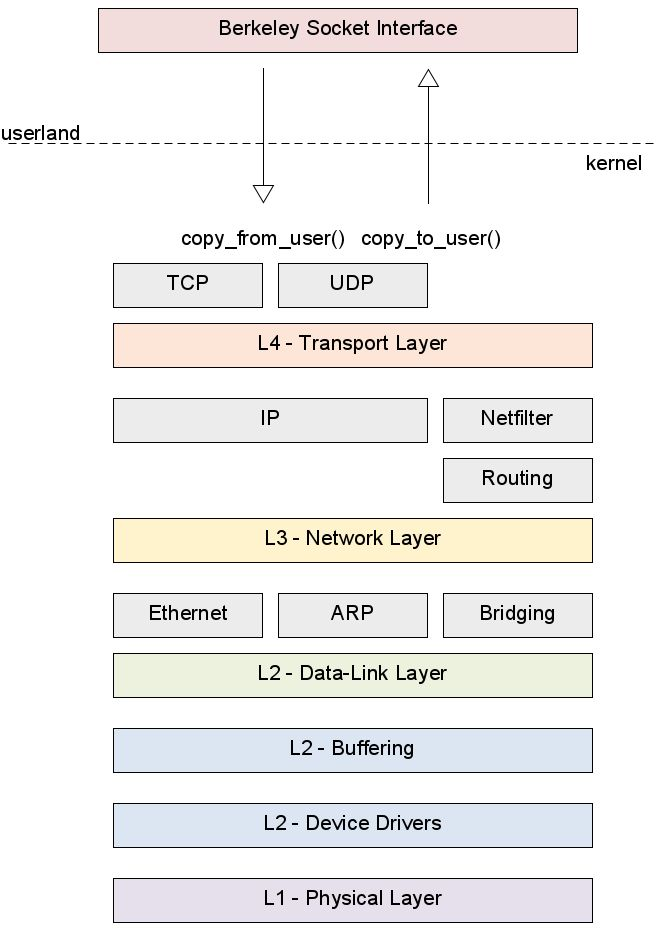 Berkeley Socket Interface
userland
kernel
copy_from_user() copy_to_user()
TCP UDP
L4 - Transport Layer
IP Netfilter
Routing
L3 - Network Layer
Ethernet ARP Bridging
L2 - Data-Link Layer
L2 - Buffering
L2 - Device Drivers
L1 - Physical Layer